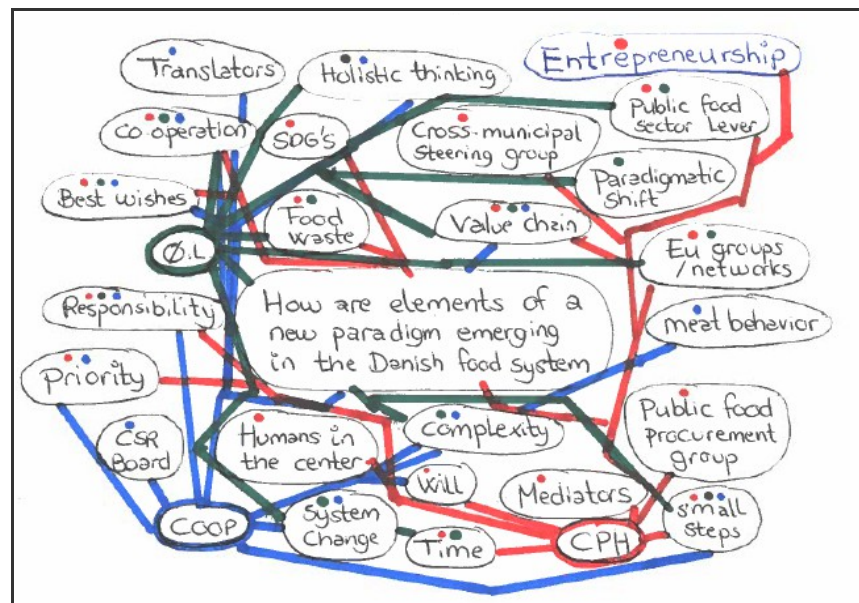 Translators
Holistic thinking
Entrepreneurship
Co-operation
SDG's
Cross-municipal
Steering group
Public food
sector Lever
Best wishes
Food
waste
Value chain
Paradigmatic
Shift
Ø.L
Eu groups
/networks
Responsibility
How are elements of a
new paradigm emerging
in the Danish food system
meat behavior
Priority
CSR
Board
Humans in
the center
Complexity
Public food
procurement
group
Will
Mediators
COOP
System
Change
Time
CPH
small
steps